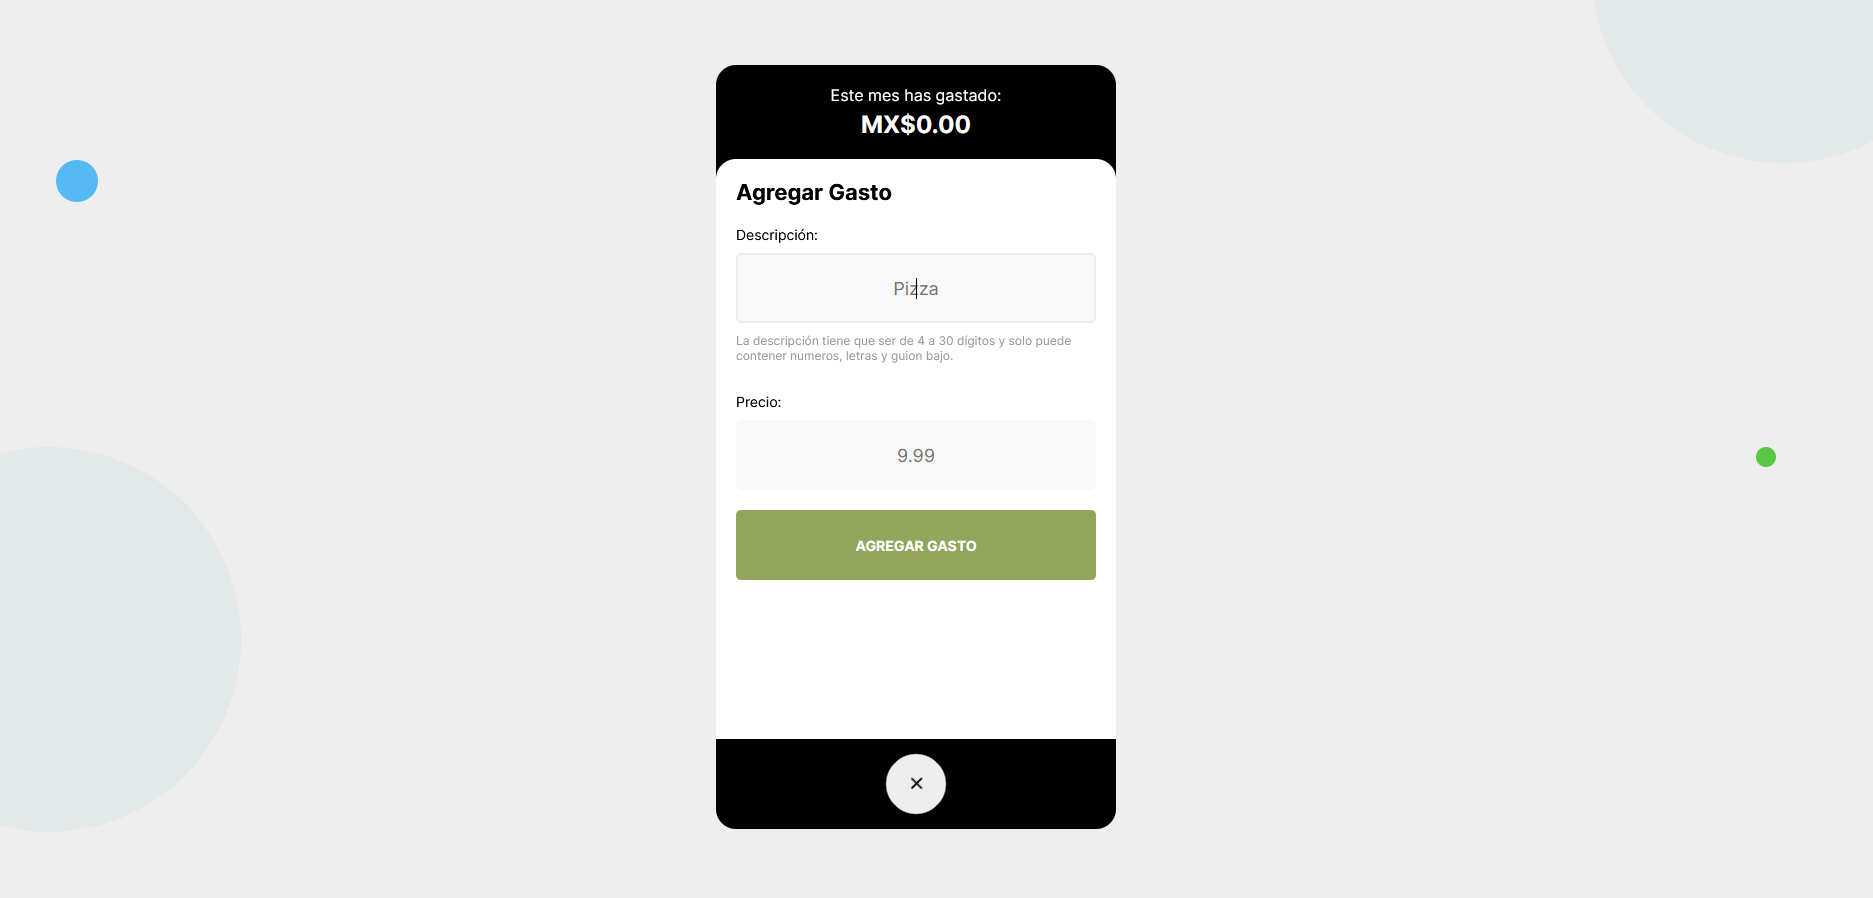 Este mes has gastado:
MX$0.00
Agregar Gasto
Descripción:
Pizza
La descripción tiene que ser de 4 a 30 dígitos y solo puede
contener numeros, letras y guion bajo.
Precio:
9.99
AGREGAR GASTO